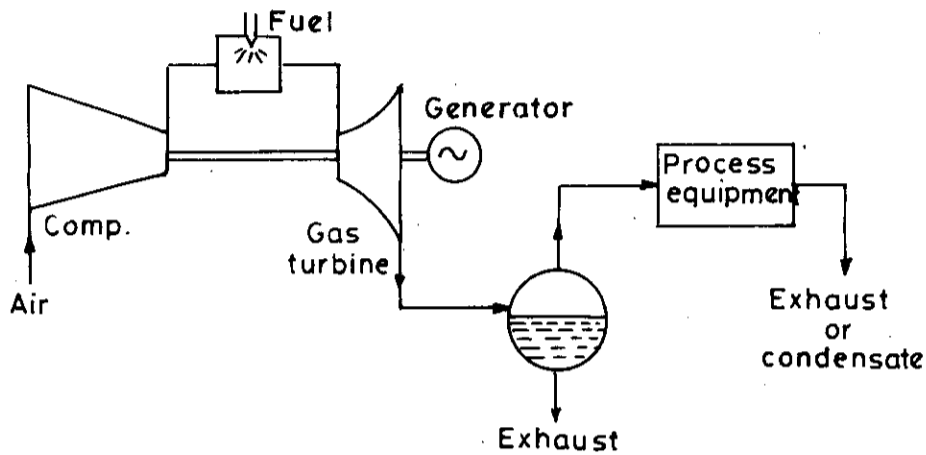 Fuel
Generator
Process
equipment
Comp.
Gas
turbine
Air
Exhaust
or
condensate
Exhaust